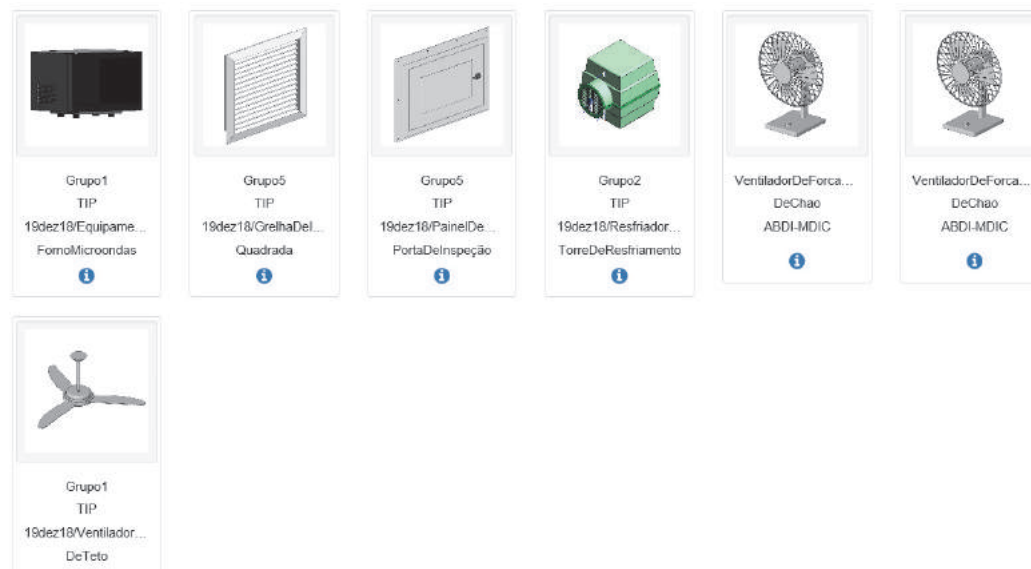 Grupo1
TIP
19dez18/Equipame...
FornoMicroondas
Grupo5
TIP
19dez18/GrelhaDeI...
Quadrada
Grupo5
TIP
19dez18/PainelDe...
PortaDeInspeção
Grupo2
TIP
19dez18/Resfriador...
TorreDeResfriamento
VentiladorDeForca...
DeChao
ABDI-MDIC
VentiladorDeForca...
DeChao
ABDI-MDIC
Grupo1
TIP
19dez18/Ventilador...
DeTeto